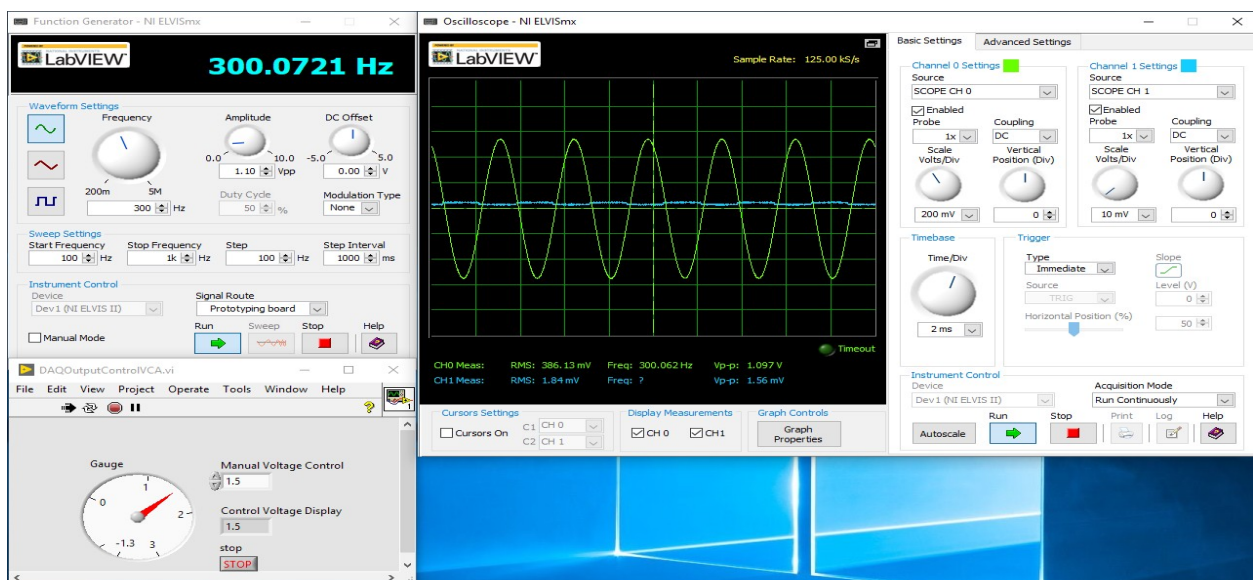 Function Generator - NI ELVISmx
POWERED BY NATIONAL INSTRUMENTS
LabVIEW™
300.0721 Hz
Waveform Settings
Frequency
Amplitude
DC Offset
0.0
10.0
-5.0
5.0
1.10 Vpp
0.00 V
200m
5M
300 Hz
Duty Cycle
50 %
Modulation Type
None
Sweep Settings
Start Frequency
Stop Frequency
Step
Step Interval
100 Hz
1k Hz
100 Hz
1000 ms
Instrument Control
Device
Dev1 (NI ELVIS II)
Signal Route
Prototyping board
Manual Mode
Run
Sweep
Stop
Help
DAQOutputControlVCA.vi
File Edit View Project Operate Tools Window Help
?
1
Gauge
-1.3
0
1
2
3
Manual Voltage Control
1.5
Control Voltage Display
1.5
stop
STOP
Oscilloscope - NI ELVISmx
LabVIEW™
Sample Rate: 125.00 kS/s
Timeout
CH0 Meas: RMS: 386.13 mV Freq: 300.062 Hz Vp-p: 1.097 V
CH1 Meas: RMS: 1.84 mV Freq: ? Vp-p: 1.56 mV
Cursors Settings
Cursors On
C1 CH 0
C2 CH 1
Display Measurements
CH 0
CH1
Graph Controls
Graph
Properties
Basic Settings
Advanced Settings
Channel 0 Settings
Source
SCOPE CH 0
Enabled
Probe
Coupling
1x
DC
Scale
Volts/Div
Vertical
Position (Div)
200 mV
0
Channel 1 Settings
Source
SCOPE CH 1
Enabled
Probe
Coupling
1x
DC
Scale
Volts/Div
Vertical
Position (Div)
10 mV
0
Timebase
Time/Div
2 ms
Trigger
Type
Immediate
Slope
Source
TRIG
Level (V)
0
Horizontal Position (%)
50
Instrument Control
Device
Dev1 (NI ELVIS II)
Acquisition Mode
Run Continuously
Run
Stop
Print
Log
Help
Autoscale